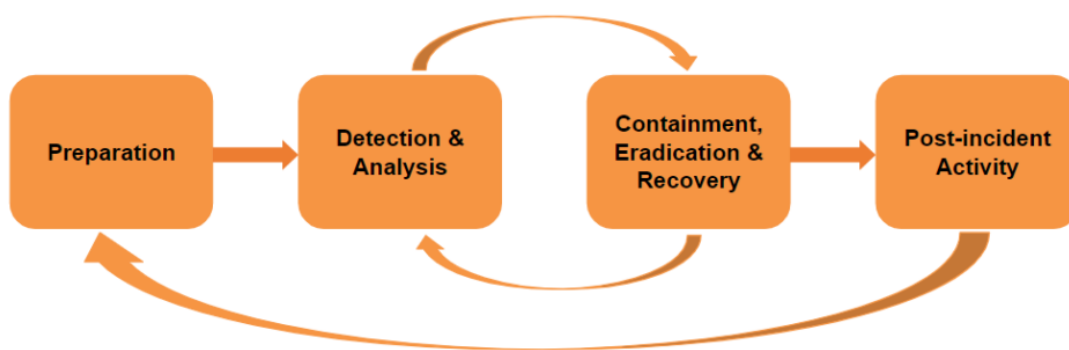 Preparation
Detection &
Analysis
Containment,
Eradication &
Recovery
Post-incident
Activity